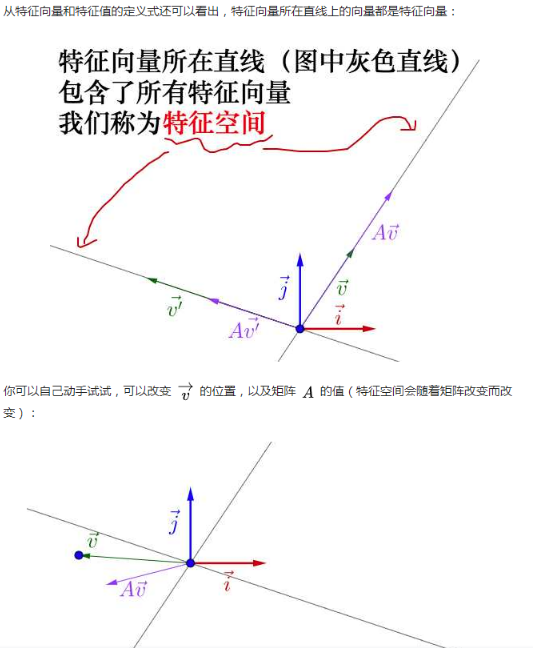 从特征向量和特征值的定义式还可以看出，特征向量所在直线上的向量都是特征向量：
特征向量所在直线（图中灰色直线）
包含了所有特征向量
我们称为特征空间
A\vec{v}
\vec{j}
\vec{v}
\vec{i}
\vec{v}'
A\vec{v}'
你可以自己动手试试，可以改变 \vec{v} 的位置，以及矩阵 A 的值（特征空间会随着矩阵改变而改
变）：
\vec{j}
\vec{v}
A\vec{v}
\vec{i}